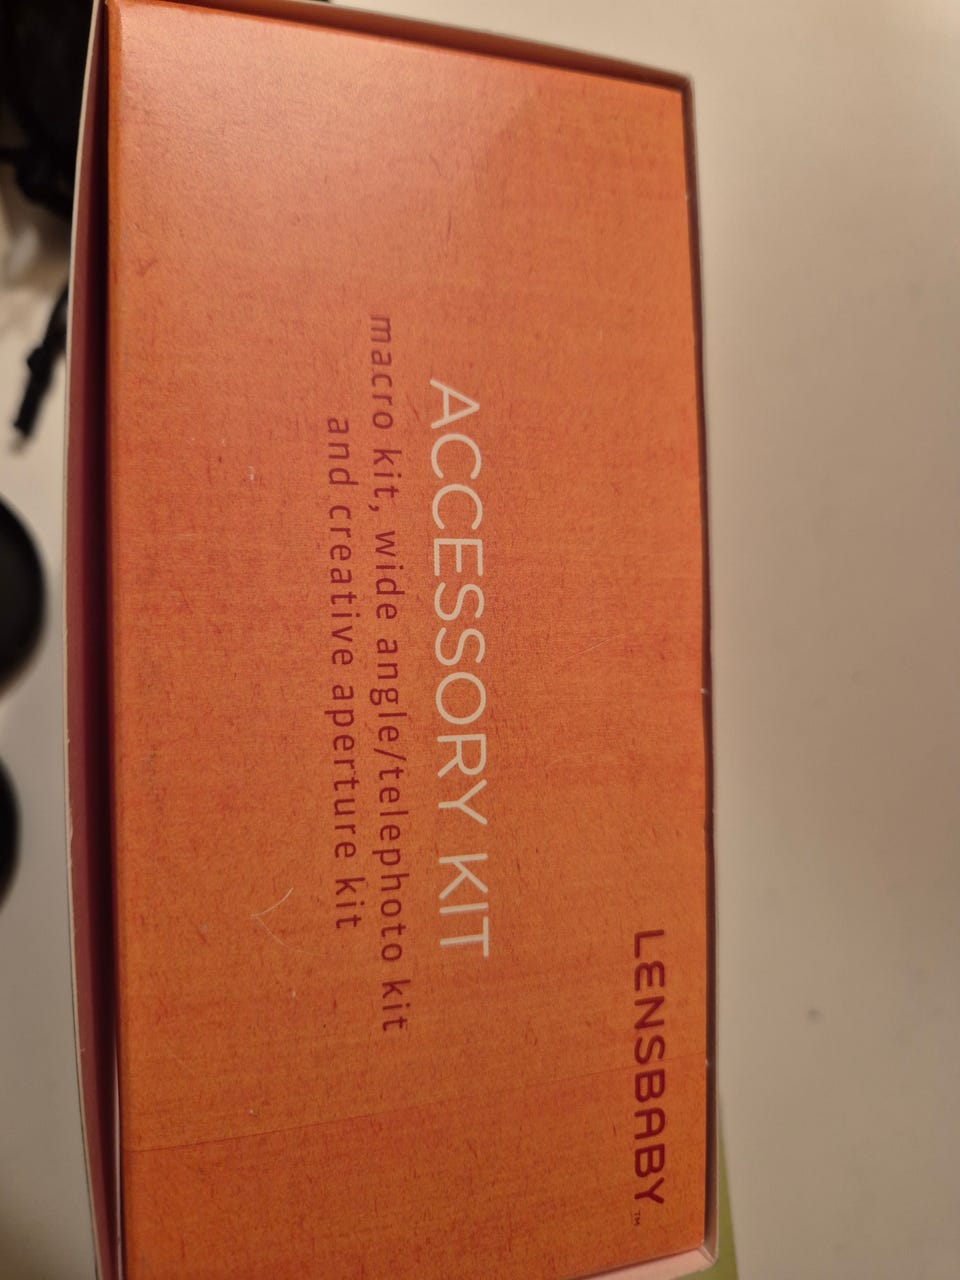 LENSBABY™
ACCESSORY KIT
macro kit, wide angle/telephoto kit
and creative aperture kit